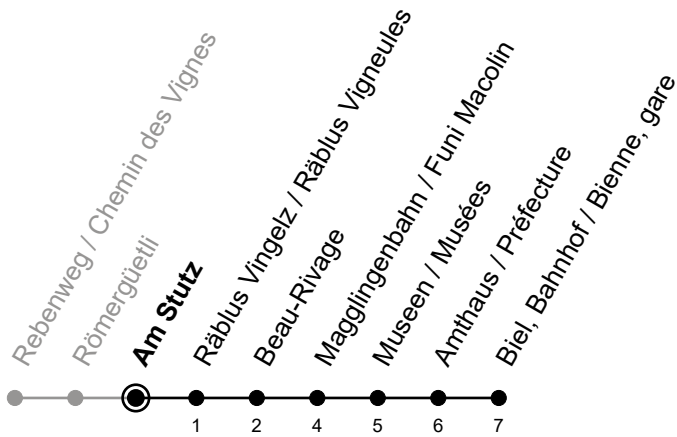 Rebenweg / Chemin des Vignes
Römergüetli
Am Stutz
Räblus Vingelz / Räblus Vigneules
Beau-Rivage
Magglingenbahn / Funi Macolin
Museen / Musées
Amthaus / Préfecture
Biel, Bahnhof / Bienne, gare
1 2 4 5 6 7